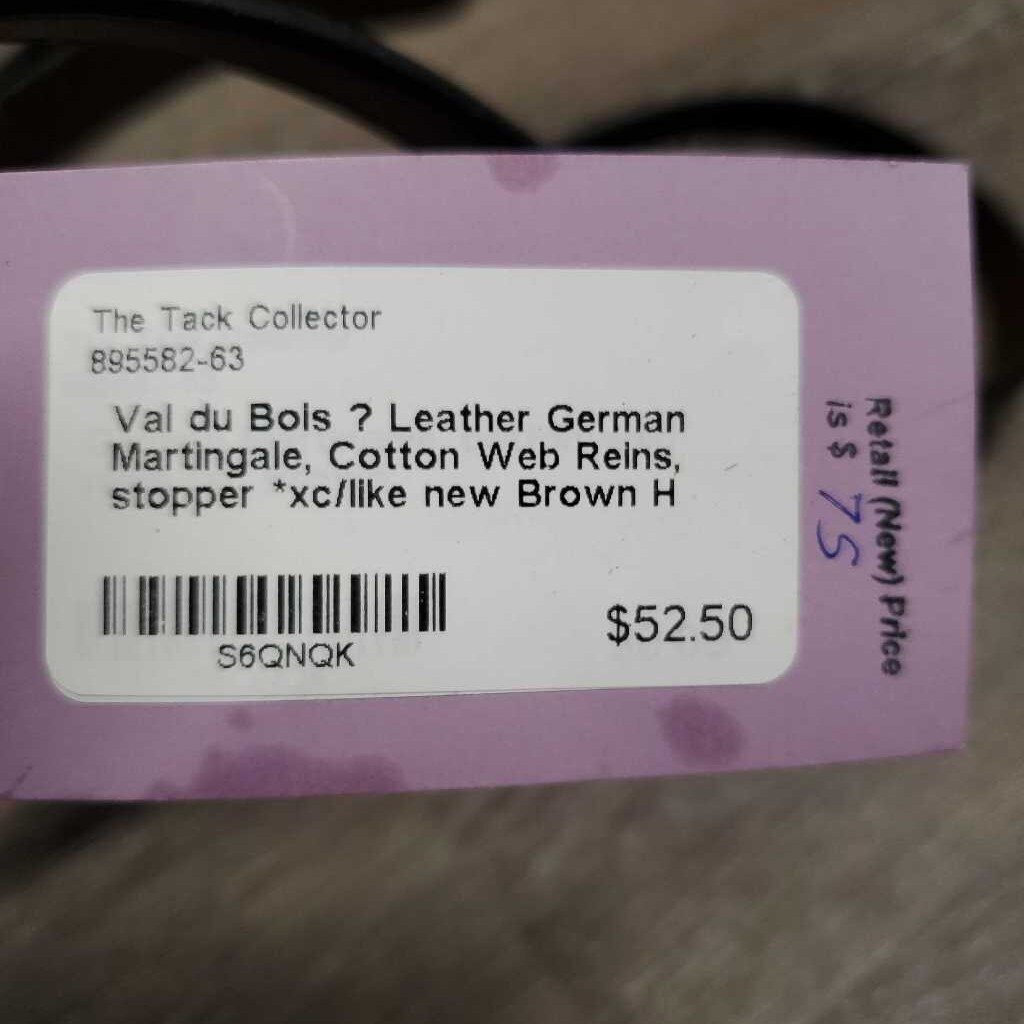 The Tack Collector
895582-63
Val du Bois ? Leather German
Martingale, Cotton Web Reins,
stopper *xc/like new Brown H
S6QNQK
$52.50
Retail (New) Price
is $ 75